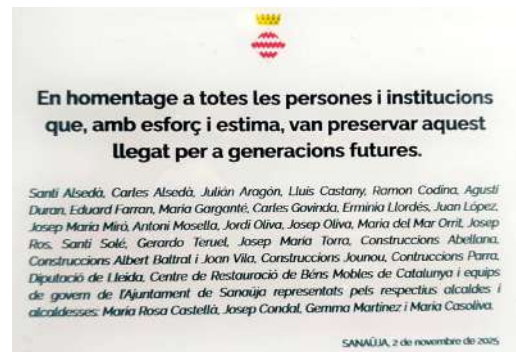 En homentage a totes les persones i institucions
que, amb esforç i estima, van preservar aquest
llegat per a generacions futures.
Santi Alsedà, Carles Alsedà, Julián Aragón, Lluís Castany, Ramon Codina, Agustí
Duran, Eduard Farran, Maria Garganté, Carles Govinda, Ermínia Llordés, Juan López,
Josep Maria Miró, Antoni Mosella, Jordi Oliva, Josep Oliva, Maria del Mar Orrit, Josep
Ros, Santi Solé, Gerardo Teruel, Josep Maria Torra, Construccions Abellana,
Construccions Albert Baltral i Joan Vila, Construccions Jounou, Contruccions Parra,
Diputació de Lleida, Centre de Restauració de Béns Mobles de Catalunya i equips
de govern de l'Ajuntament de Sanaüja representats pels respectius alcaldes i
alcaldesses: Maria Rosa Castellà, Josep Condal, Gemma Martínez i Maria Casoliva.
SANAÜJA, 2 de novembre de 2025